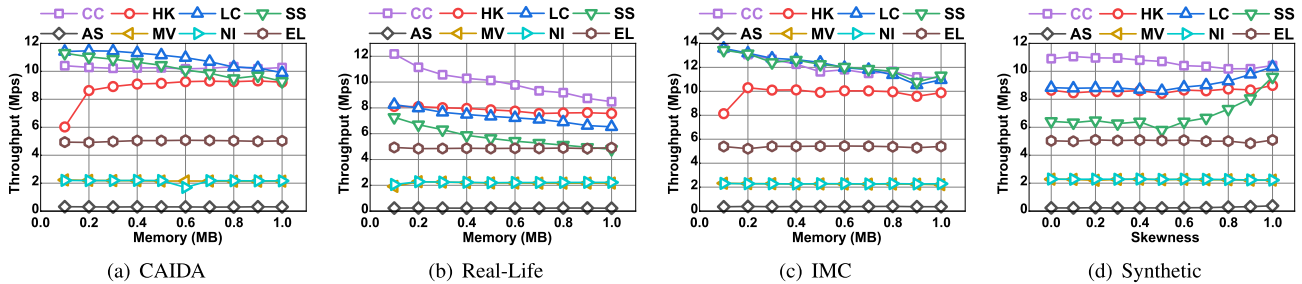 CC HK LC SS
AS MV NI EL
Throughput (Mps)
12
10
8
6
4
2
0
0.0 0.2 0.4 0.6 0.8 1.0
Memory (MB)
(a) CAIDA
CC HK LC SS
AS MV NI EL
Throughput (Mps)
12
10
8
6
4
2
0
0.0 0.2 0.4 0.6 0.8 1.0
Memory (MB)
(b) Real-Life
CC HK LC SS
AS MV NI EL
Throughput (Mps)
14
12
10
8
6
4
2
0
0.0 0.2 0.4 0.6 0.8 1.0
Memory (MB)
(c) IMC
CC HK LC SS
AS MV NI EL
Throughput (Mps)
12
10
8
6
4
2
0
0.0 0.2 0.4 0.6 0.8 1.0
Skewness
(d) Synthetic